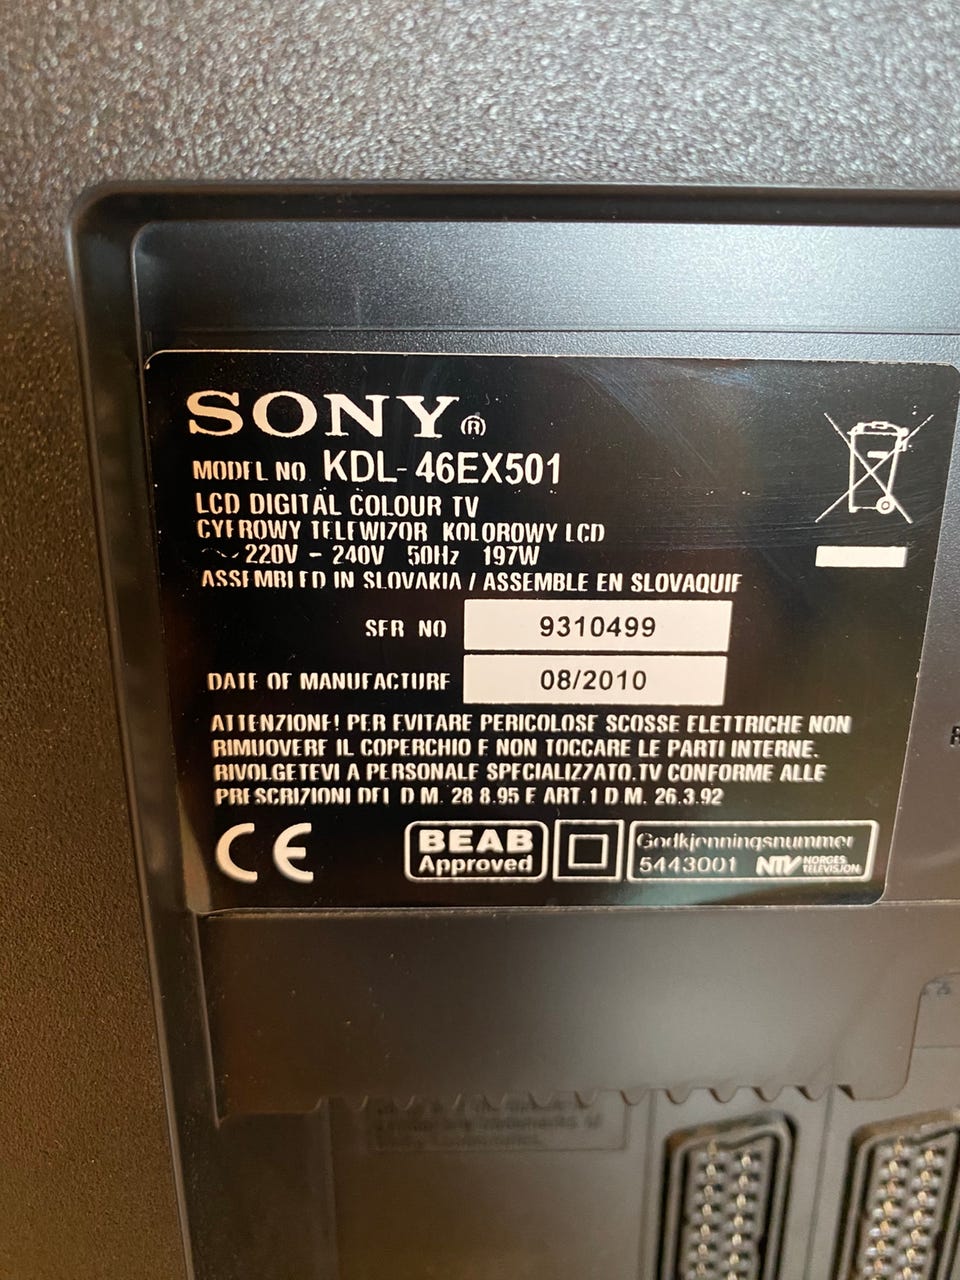 SONY®
MODEL NO. KDL-46EX501
LCD DIGITAL COLOUR TV
CYFROWY TELEWIZOR KOLOROWY LCD
~ 220V - 240V 50Hz 197W
ASSEMBLED IN SLOVAKIA / ASSEMBLE EN SLOVAQUIE
SER NO 9310499
DATE OF MANUFACTURE 08/2010
ATTENZIONE! PER EVITARE PERICOLOSE SCOSSE ELETTRICHE NON
RIMUOVERE IL COPERCHIO E NON TOCCARE LE PARTI INTERNE.
RIVOLGETEVI A PERSONALE SPECIALIZZATO.TV CONFORME ALLE
PRESCRIZIONI DEL D.M. 28.8.95 E ART.1 D.M. 26.3.92
CE
BEAB
Approved
Godkjenningsnummer
5443001 NTV NORGES
TELEVISJON